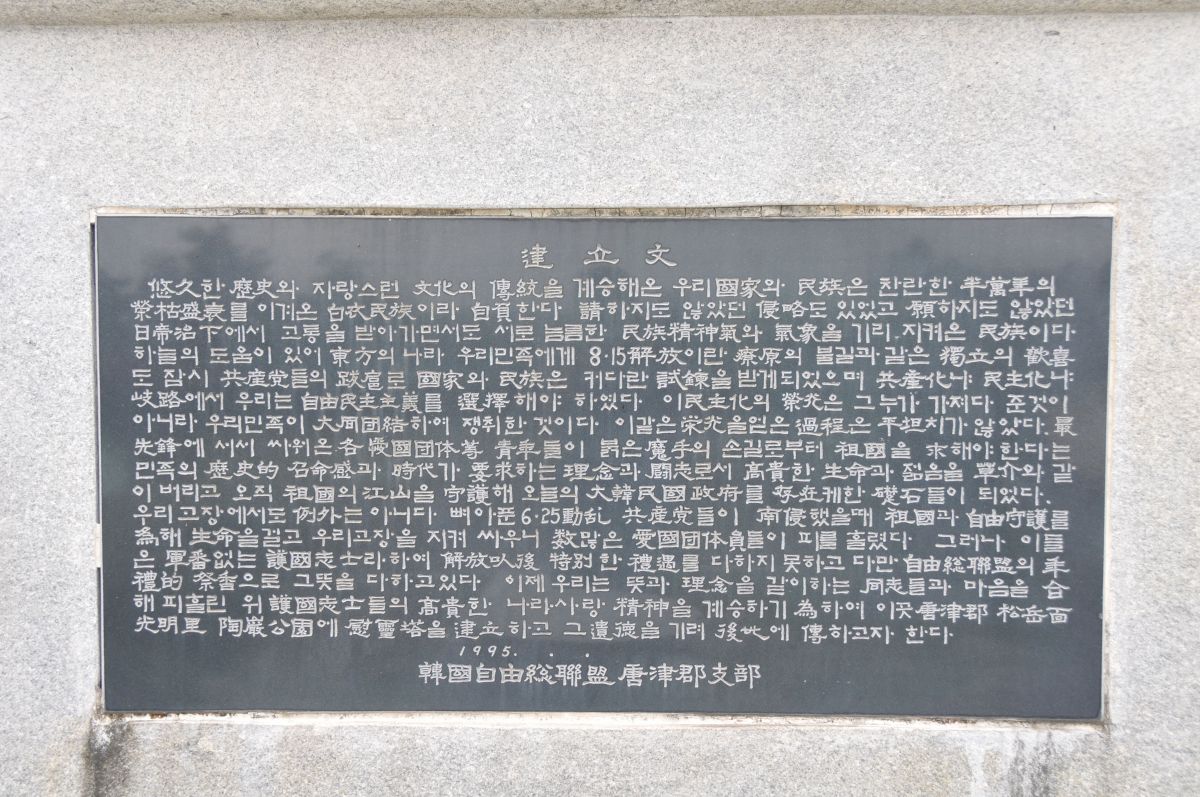 建立文
悠久한 歷史와 자랑스런 文化의 傳統을 계승해온 우리國家와 民族은 찬란한 半萬年의
榮枯盛衰를 이겨온 白衣民族이라 自負한다. 請하지도 않았던 侵略도 있었고 願하지도 않았던
日帝治下에서 고통을 받아가면서도 서로 늠름한 民族精神氣와 氣象을 기리 지켜온 民族이다.
하늘의 도움이 있어 東方의 나라 우리민족에게 8·15解放이란 療原의 불길과 같은 獨立의 歡喜
도 잠시 共産党들의 跋扈로 國家와 民族은 커다란 試鍊을 받게되었으며 共産化냐 民主化냐
岐路에서 우리는 自由民主主義를 選擇해야 하였다. 이民主化의 榮光은 그누가 가져다 준것이
아니라 우리민족이 大同団結하여 쟁취한 것이다. 이같은 栄光을 얻은 過程은 平坦치가 않았다. 最
先鋒에 서서 싸워온 各 愛國団体 青年들이 붉은 魔手의 손길로부터 祖國을 求해야 한다는
민족의 歷史的 召命感과 時代가 要求하는 理念과 鬪志로서 高貴한 生命과 젊음을 草介와 같
이 버리고 오직 祖國의 江山을 守護해 오늘의 大韓民國政府를 存在케한 礎石들이 되었다.
우리고장에서도 例外는 아니다. 뼈아푼 6·25動乱 共産党들이 南侵했을때 祖國과 自由守護를
為해 生命을걸고 우리고장을 지켜 싸우니 数많은 愛國団体員들이 피를 흘렸다. 그러나 이들
은 軍番없는 護國志士라 하여 解放以後 特別한 禮遇를 다하지 못하고 다만 自由総聯盟의 年
禮的 祭香으로 그뜻을 다하고있다. 이제 우리는 뜻과 理念을 같이하는 同志들과 마음을 合
해 피흘린 위 護國志士들의 高貴한 나라사랑 精神을 계승하기 為하여 이곳 唐津郡 松岳面
光明里 陶巖公園에 慰靈塔을 建立하고 그遺德을 기려 後世에 傳하고자 한다.
1995. . .
韓國自由総聯盟 唐津郡支部